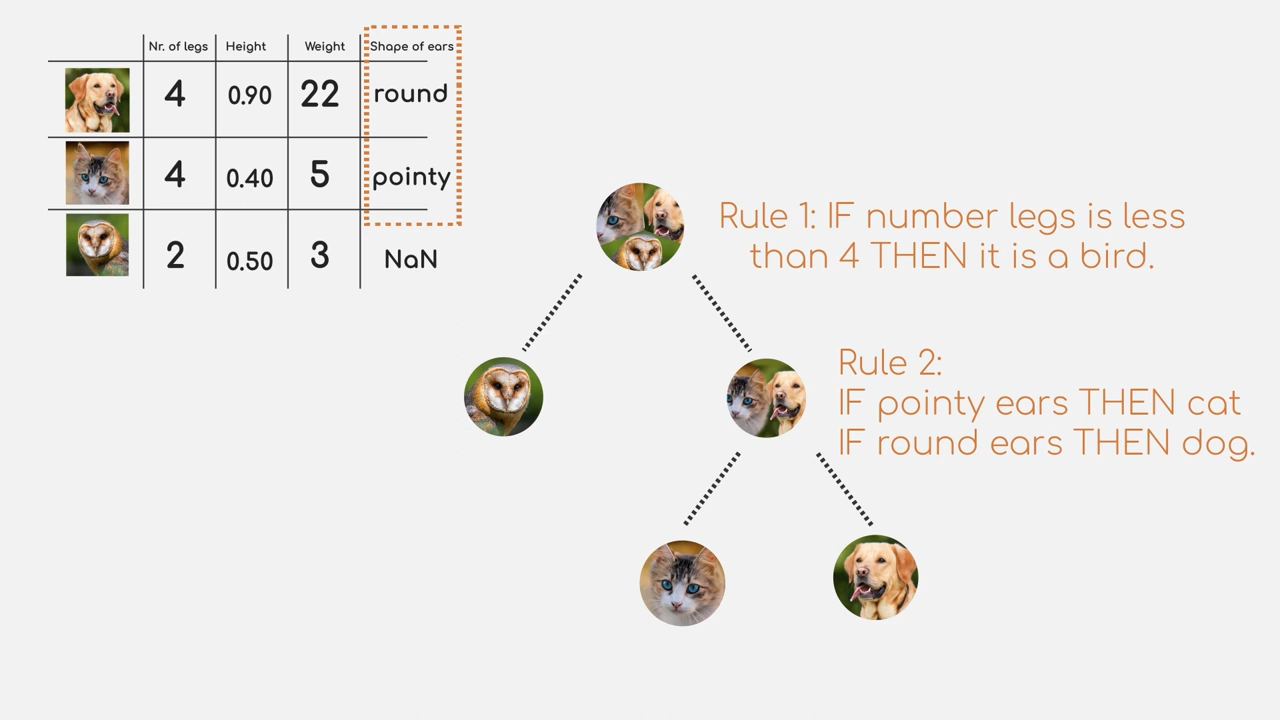 Nr. of legs Height Weight Shape of ears
4 0.90 22 round
4 0.40 5 pointy
2 0.50 3 NaN
Rule 1: IF number legs is less
than 4 THEN it is a bird.
Rule 2:
IF pointy ears THEN cat
IF round ears THEN dog.